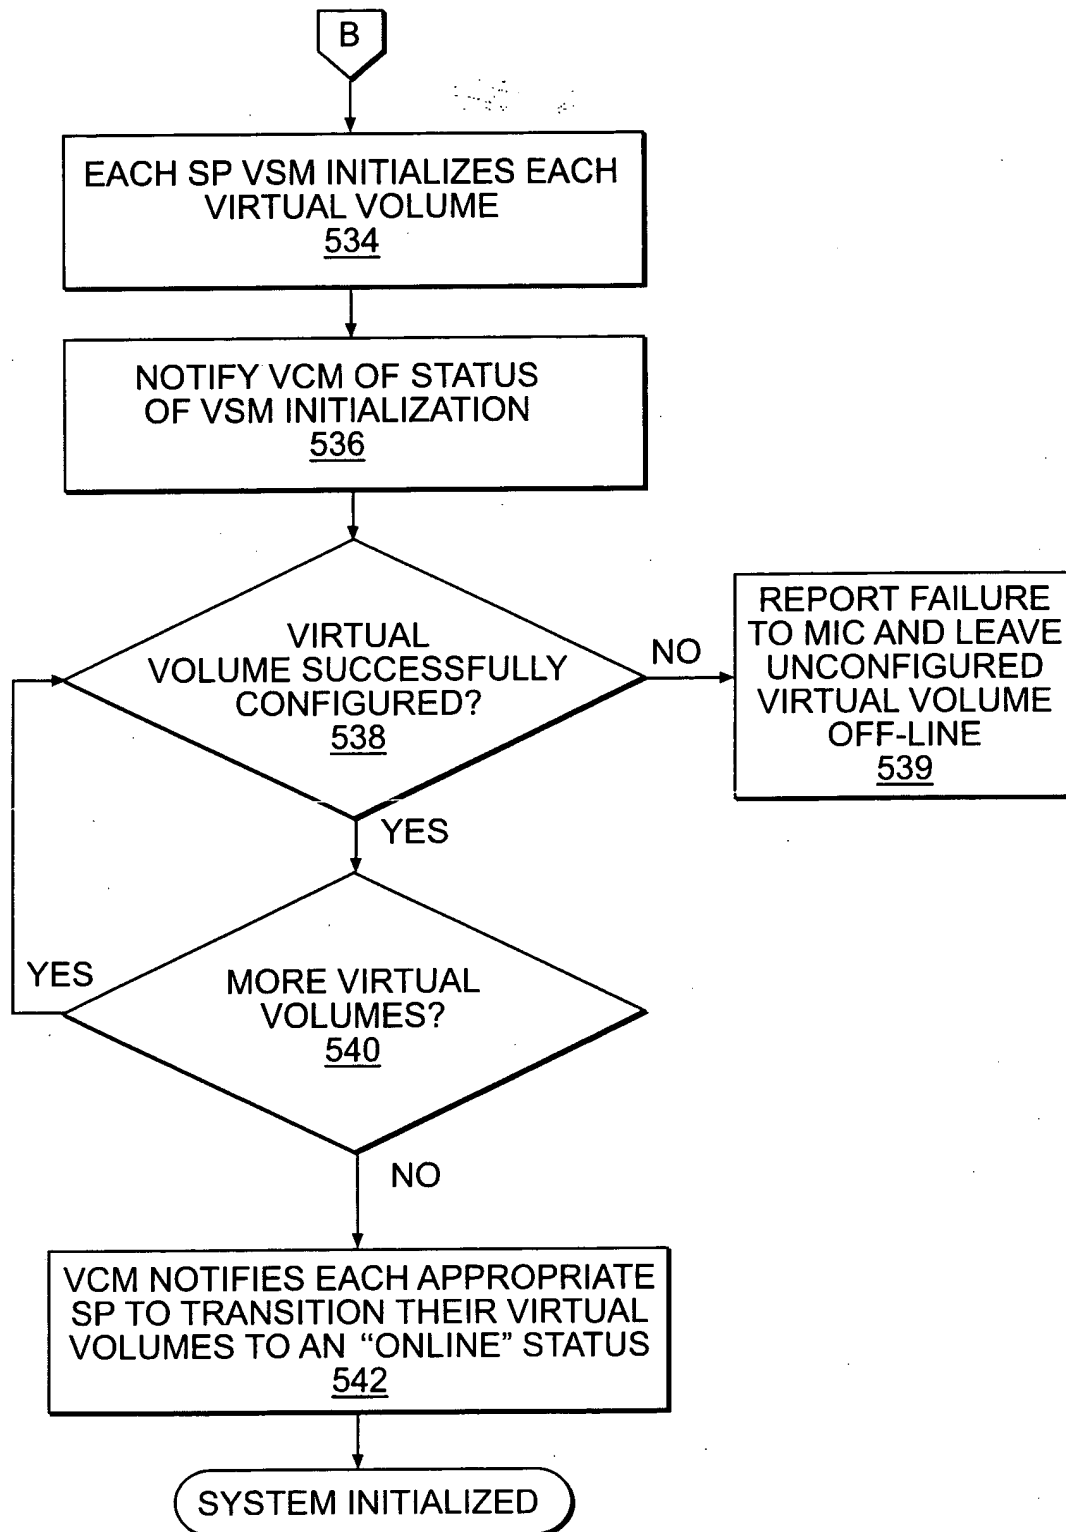 B
EACH SP VSM INITIALIZES EACH
VIRTUAL VOLUME
534
NOTIFY VCM OF STATUS
OF VSM INITIALIZATION
536
VIRTUAL
VOLUME SUCCESSFULLY
CONFIGURED?
538
NO
REPORT FAILURE
TO MIC AND LEAVE
UNCONFIGURED
VIRTUAL VOLUME
OFF-LINE
539
YES
YES
MORE VIRTUAL
VOLUMES?
540
NO
VCM NOTIFIES EACH APPROPRIATE
SP TO TRANSITION THEIR VIRTUAL
VOLUMES TO AN “ONLINE” STATUS
542
SYSTEM INITIALIZED